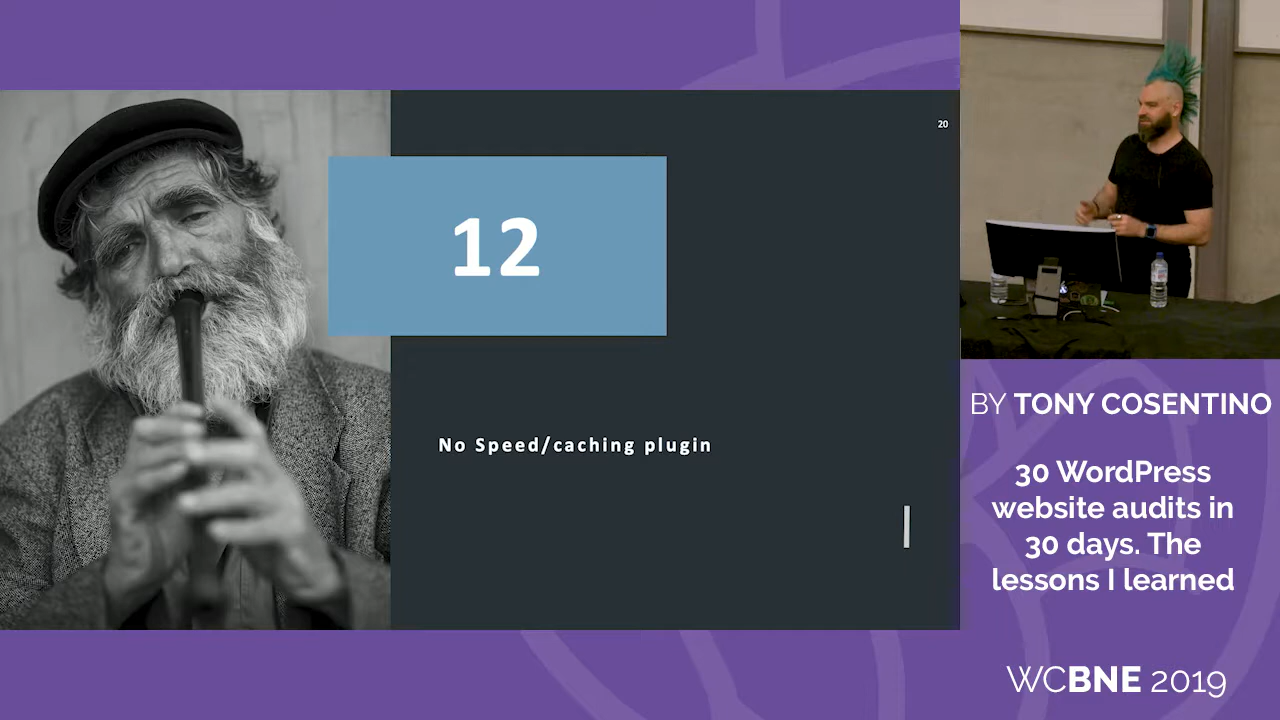 20
12
No Speed/caching plugin
BY TONY COSENTINO
30 WordPress
website audits in
30 days. The
lessons I learned
WCBNE 2019